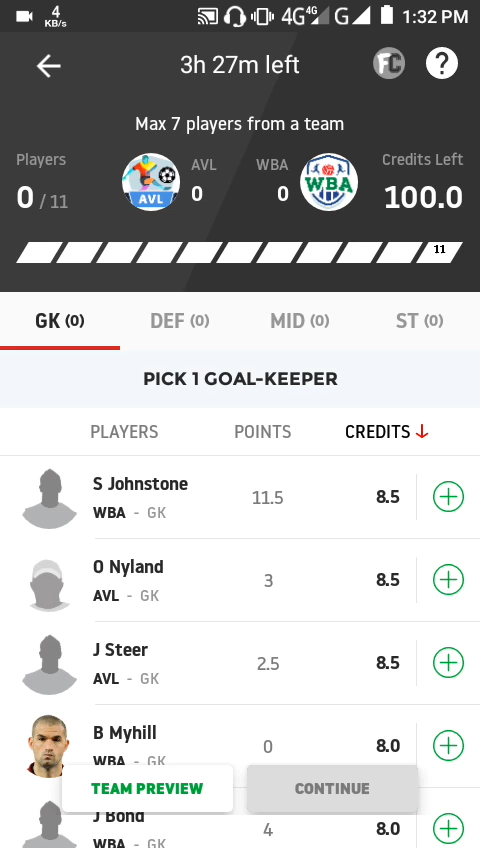 4 KB/s 4G 4G G 1:32 PM
3h 27m left FC ?
Max 7 players from a team
Players AVL WBA Credits Left
0 / 11 AVL 0 0 WBA 100.0
11
GK (0) DEF (0) MID (0) ST (0)
PICK 1 GOAL-KEEPER
PLAYERS POINTS CREDITS
S Johnstone 11.5 8.5
WBA - GK
O Nyland 3 8.5
AVL - GK
J Steer 2.5 8.5
AVL - GK
B Myhill 0 8.0
WBA - GK
TEAM PREVIEW CONTINUE
J Bond 4 8.0
WBA - GK